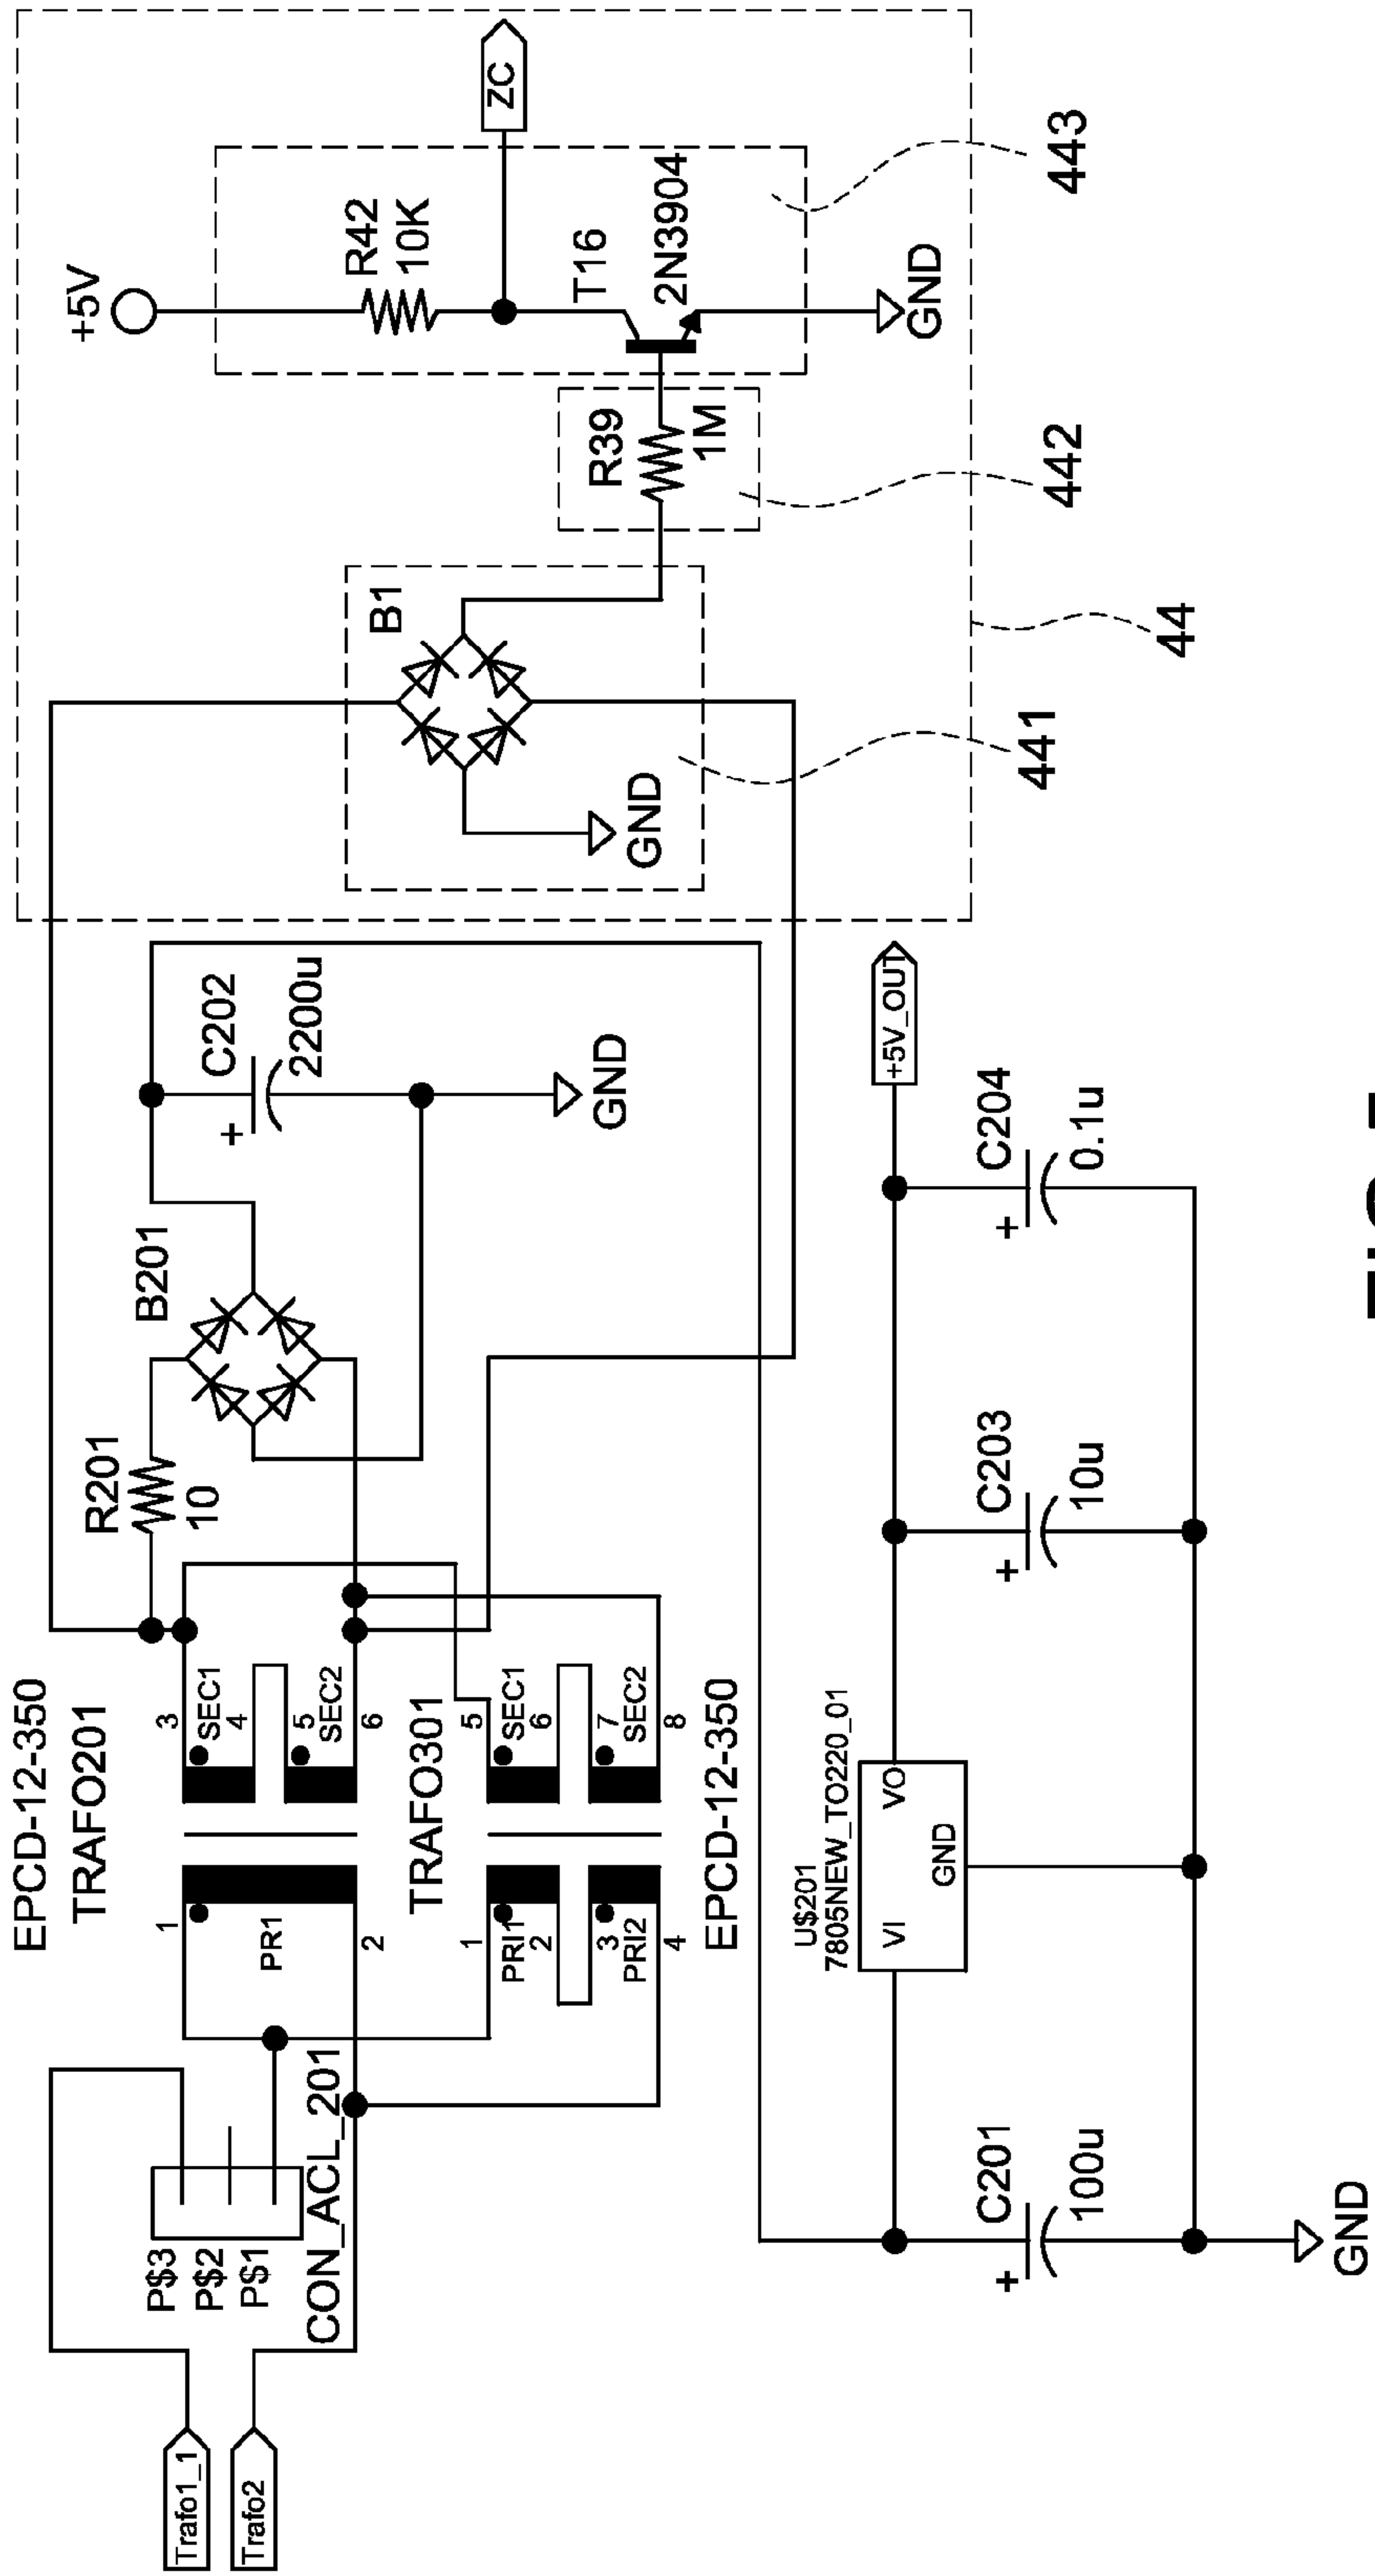 EPCD-12-350
TRAFO201
R201
10
B201
C202
2200u
GND
+5V
R42
10K
ZC
T16
2N3904
GND
R39
1M
B1
GND
Trafo1_1
Trafo2
P$3
P$2
P$1
CON_ACL_201
1
PR1
2
3
SEC1
4
5
SEC2
6
TRAFO301
1
PRI1
2
3
PRI2
4
5
SEC1
6
7
SEC2
8
EPCD-12-350
U$201
7805NEW_TO220_01
VI
VO
GND
C201
100u
C203
10u
C204
0.1u
+5V_OUT
GND
441
442
443
44